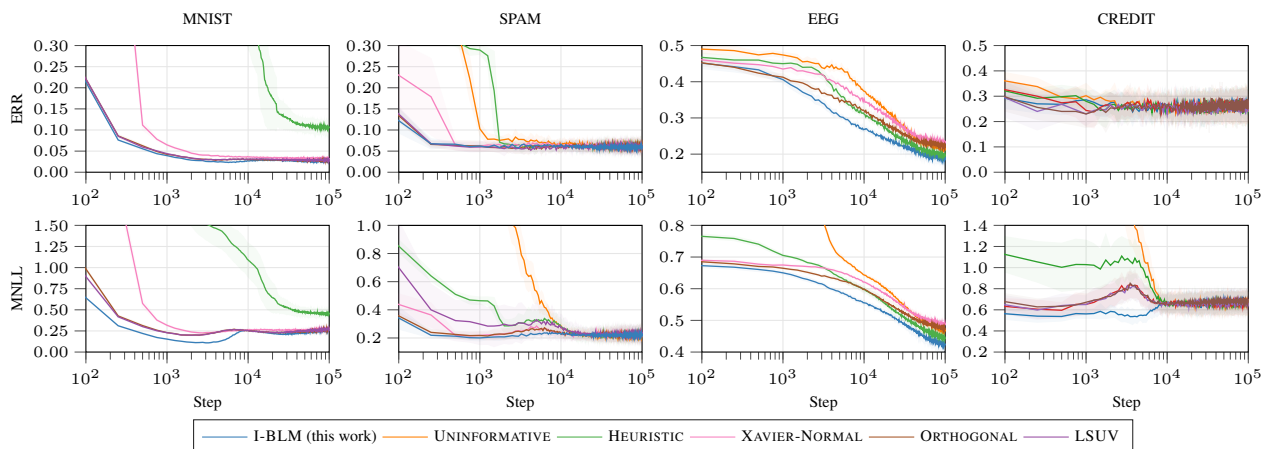 MNIST SPAM EEG CREDIT
ERR
0.30 0.25 0.20 0.15 0.10 0.05 0.00
10^2 10^3 10^4 10^5
0.30 0.25 0.20 0.15 0.10 0.05 0.00
10^2 10^3 10^4 10^5
0.5 0.4 0.3 0.2
10^2 10^3 10^4 10^5
0.5 0.4 0.3 0.2 0.1 0.0
10^2 10^3 10^4 10^5
MNLL
1.50 1.25 1.00 0.75 0.50 0.25 0.00
10^2 10^3 10^4 10^5
Step
1.0 0.8 0.6 0.4 0.2
10^2 10^3 10^4 10^5
Step
0.8 0.7 0.6 0.5 0.4
10^2 10^3 10^4 10^5
Step
1.4 1.2 1.0 0.8 0.6 0.4 0.2
10^2 10^3 10^4 10^5
Step
I-BLM (this work) UNINFORMATIVE HEURISTIC XAVIER-NORMAL ORTHOGONAL LSUV